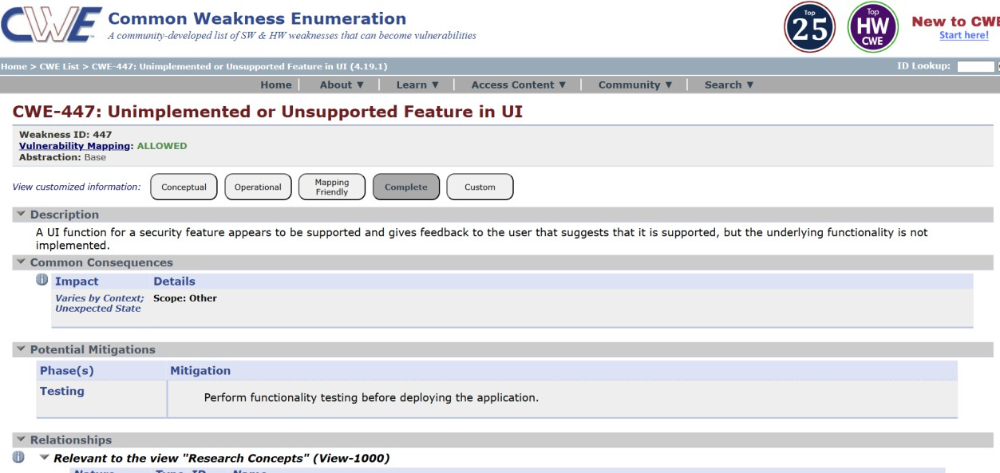 CWE Common Weakness Enumeration
A community-developed list of SW & HW weaknesses that can become vulnerabilities
Top 25
Top HW CWE
New to CWE
Start here!
Home > CWE List > CWE-447: Unimplemented or Unsupported Feature in UI (4.19.1)
ID Lookup:
Home About ▼ Learn ▼ Access Content ▼ Community ▼ Search ▼
CWE-447: Unimplemented or Unsupported Feature in UI
Weakness ID: 447
Vulnerability Mapping: ALLOWED
Abstraction: Base
View customized information: Conceptual Operational Mapping Friendly Complete Custom
Description
A UI function for a security feature appears to be supported and gives feedback to the user that suggests that it is supported, but the underlying functionality is not
implemented.
Common Consequences
Impact Details
Varies by Context; Scope: Other
Unexpected State
Potential Mitigations
Phase(s) Mitigation
Testing Perform functionality testing before deploying the application.
Relationships
Relevant to the view "Research Concepts" (View-1000)
Nature Type ID Name